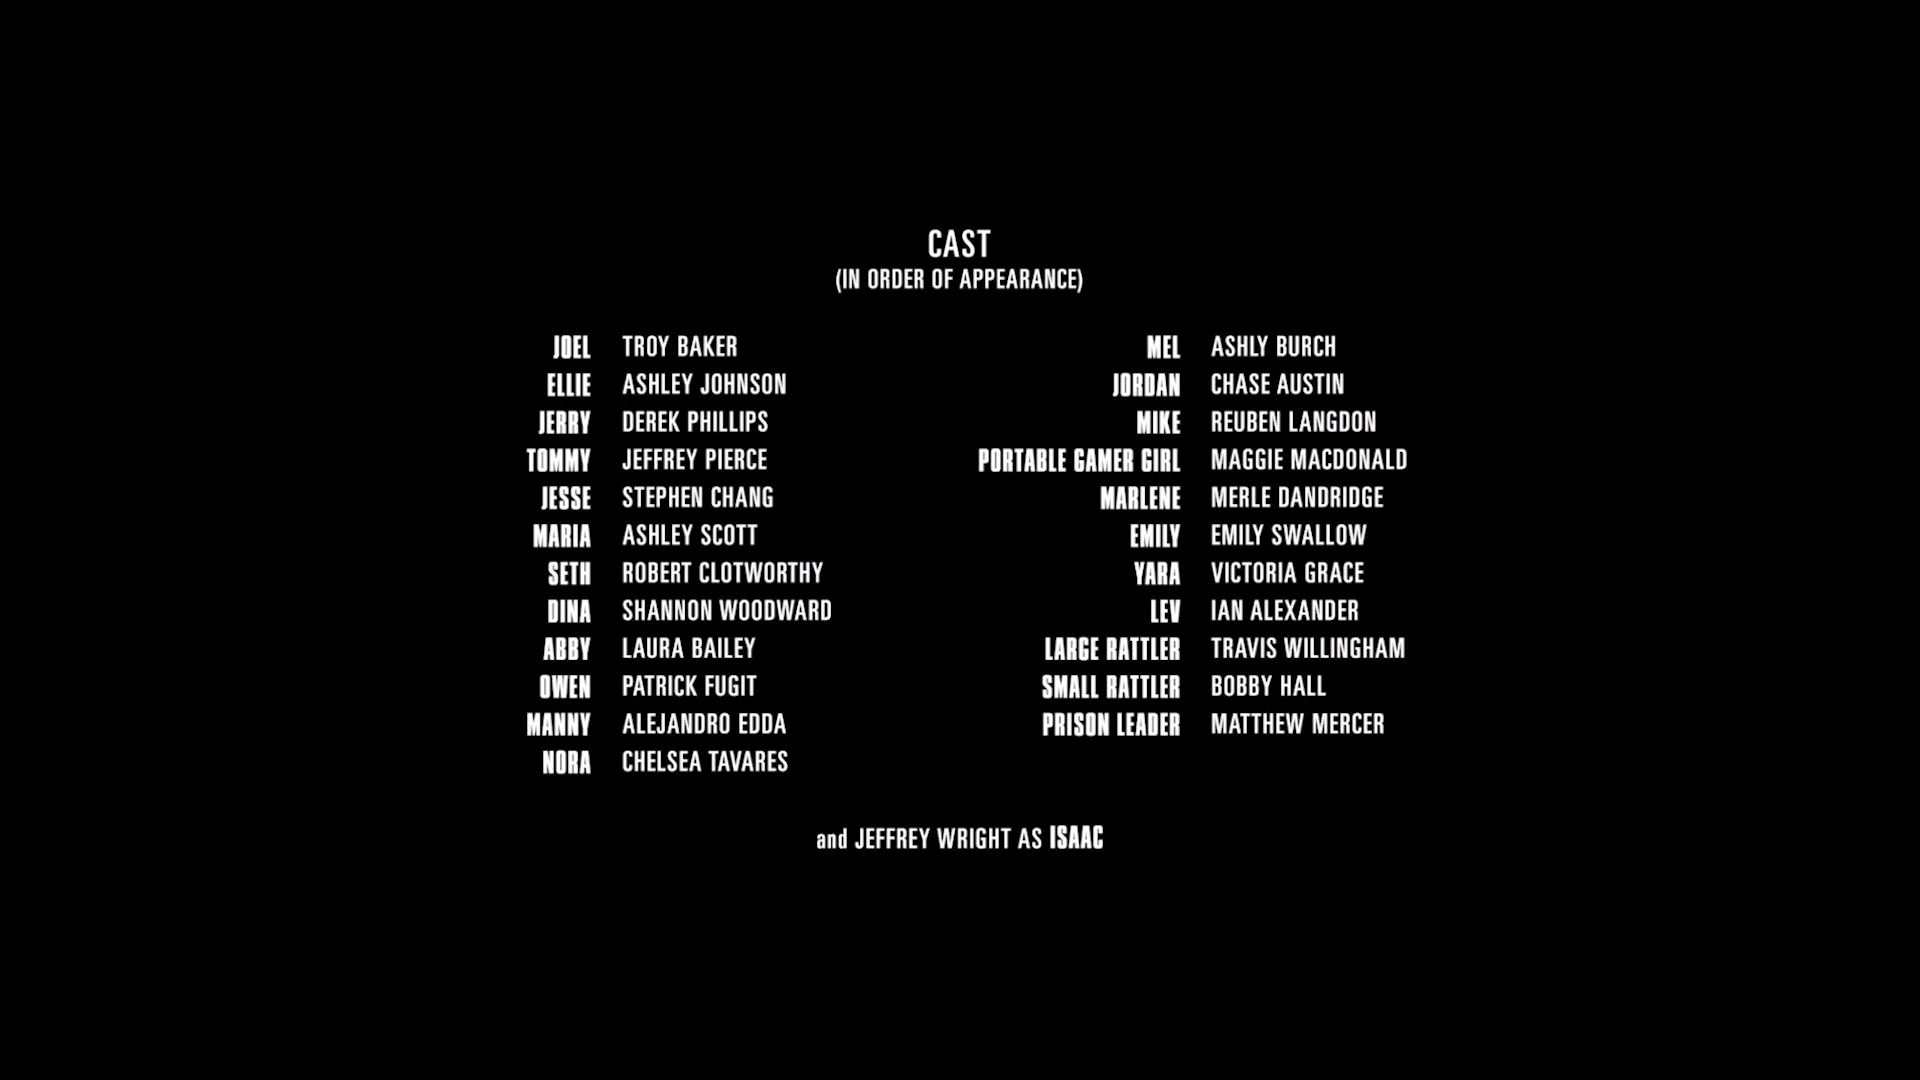 CAST
(IN ORDER OF APPEARANCE)
JOEL TROY BAKER
ELLIE ASHLEY JOHNSON
JERRY DEREK PHILLIPS
TOMMY JEFFREY PIERCE
JESSE STEPHEN CHANG
MARIA ASHLEY SCOTT
SETH ROBERT CLOTWORTHY
DINA SHANNON WOODWARD
ABBY LAURA BAILEY
OWEN PATRICK FUGIT
MANNY ALEJANDRO EDDA
NORA CHELSEA TAVARES
MEL ASHLY BURCH
JORDAN CHASE AUSTIN
MIKE REUBEN LANGDON
PORTABLE GAMER GIRL MAGGIE MACDONALD
MARLENE MERLE DANDRIDGE
EMILY EMILY SWALLOW
YARA VICTORIA GRACE
LEV IAN ALEXANDER
LARGE RATTLER TRAVIS WILLINGHAM
SMALL RATTLER BOBBY HALL
PRISON LEADER MATTHEW MERCER
and JEFFREY WRIGHT AS ISAAC